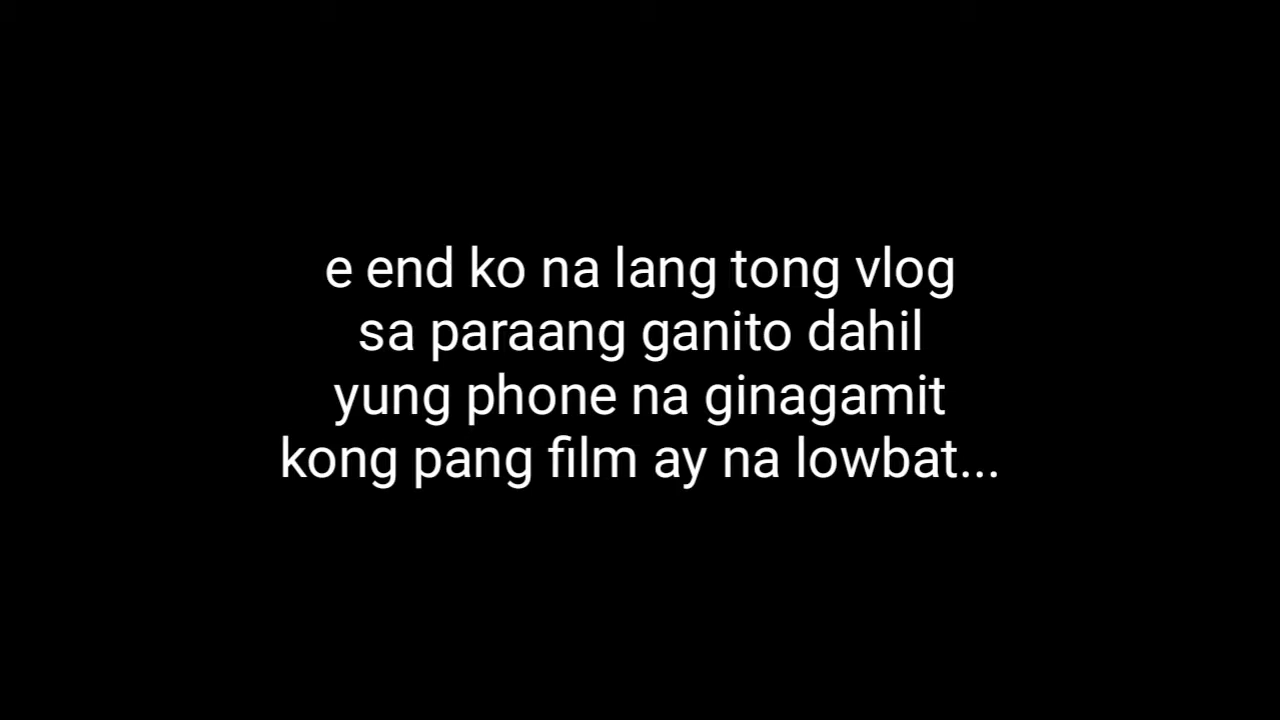 e end ko na lang tong vlog
sa paraang ganito dahil
yung phone na ginagamit
kong pang film ay na lowbat...